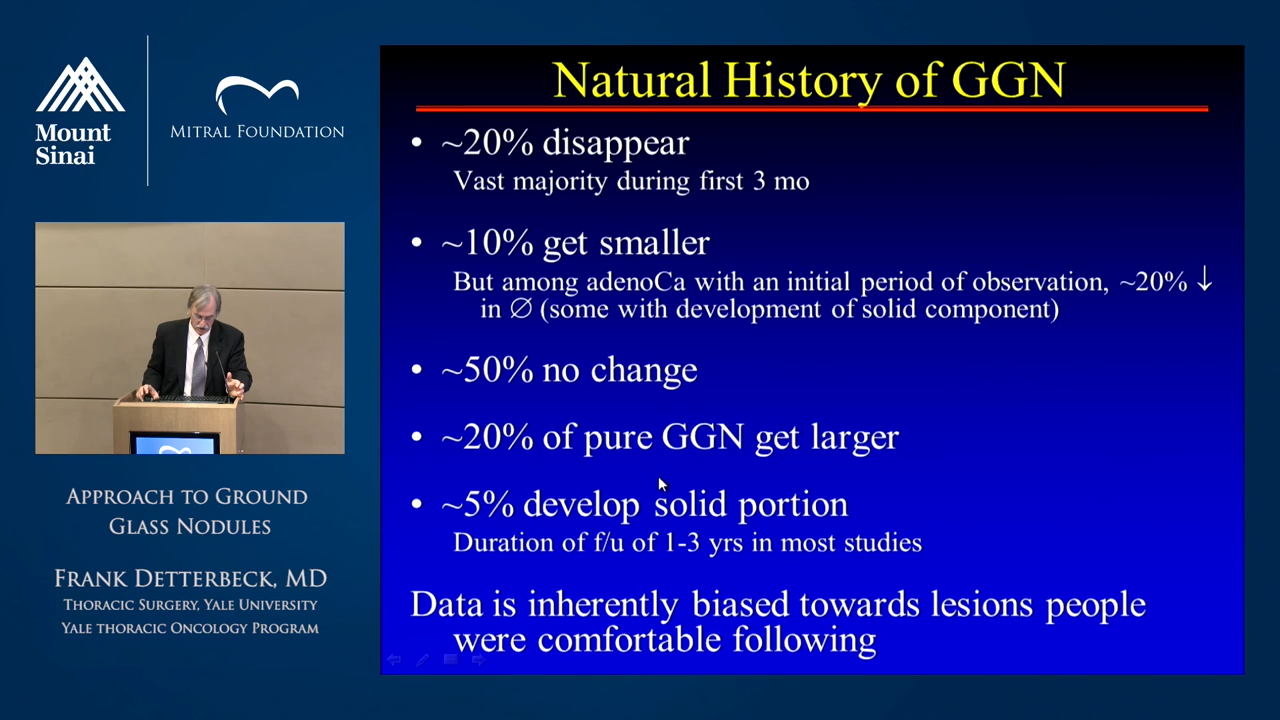 Mount
Sinai
MITRAL FOUNDATION
APPROACH TO GROUND
GLASS NODULES
FRANK DETTERBECK, MD
THORACIC SURGERY, YALE UNIVERSITY
YALE THORACIC ONCOLOGY PROGRAM
Natural History of GGN
• ~20% disappear
Vast majority during first 3 mo
• ~10% get smaller
But among adenoCa with an initial period of observation, ~20% ↓
in ∅ (some with development of solid component)
• ~50% no change
• ~20% of pure GGN get larger
• ~5% develop solid portion
Duration of f/u of 1-3 yrs in most studies
Data is inherently biased towards lesions people
were comfortable following